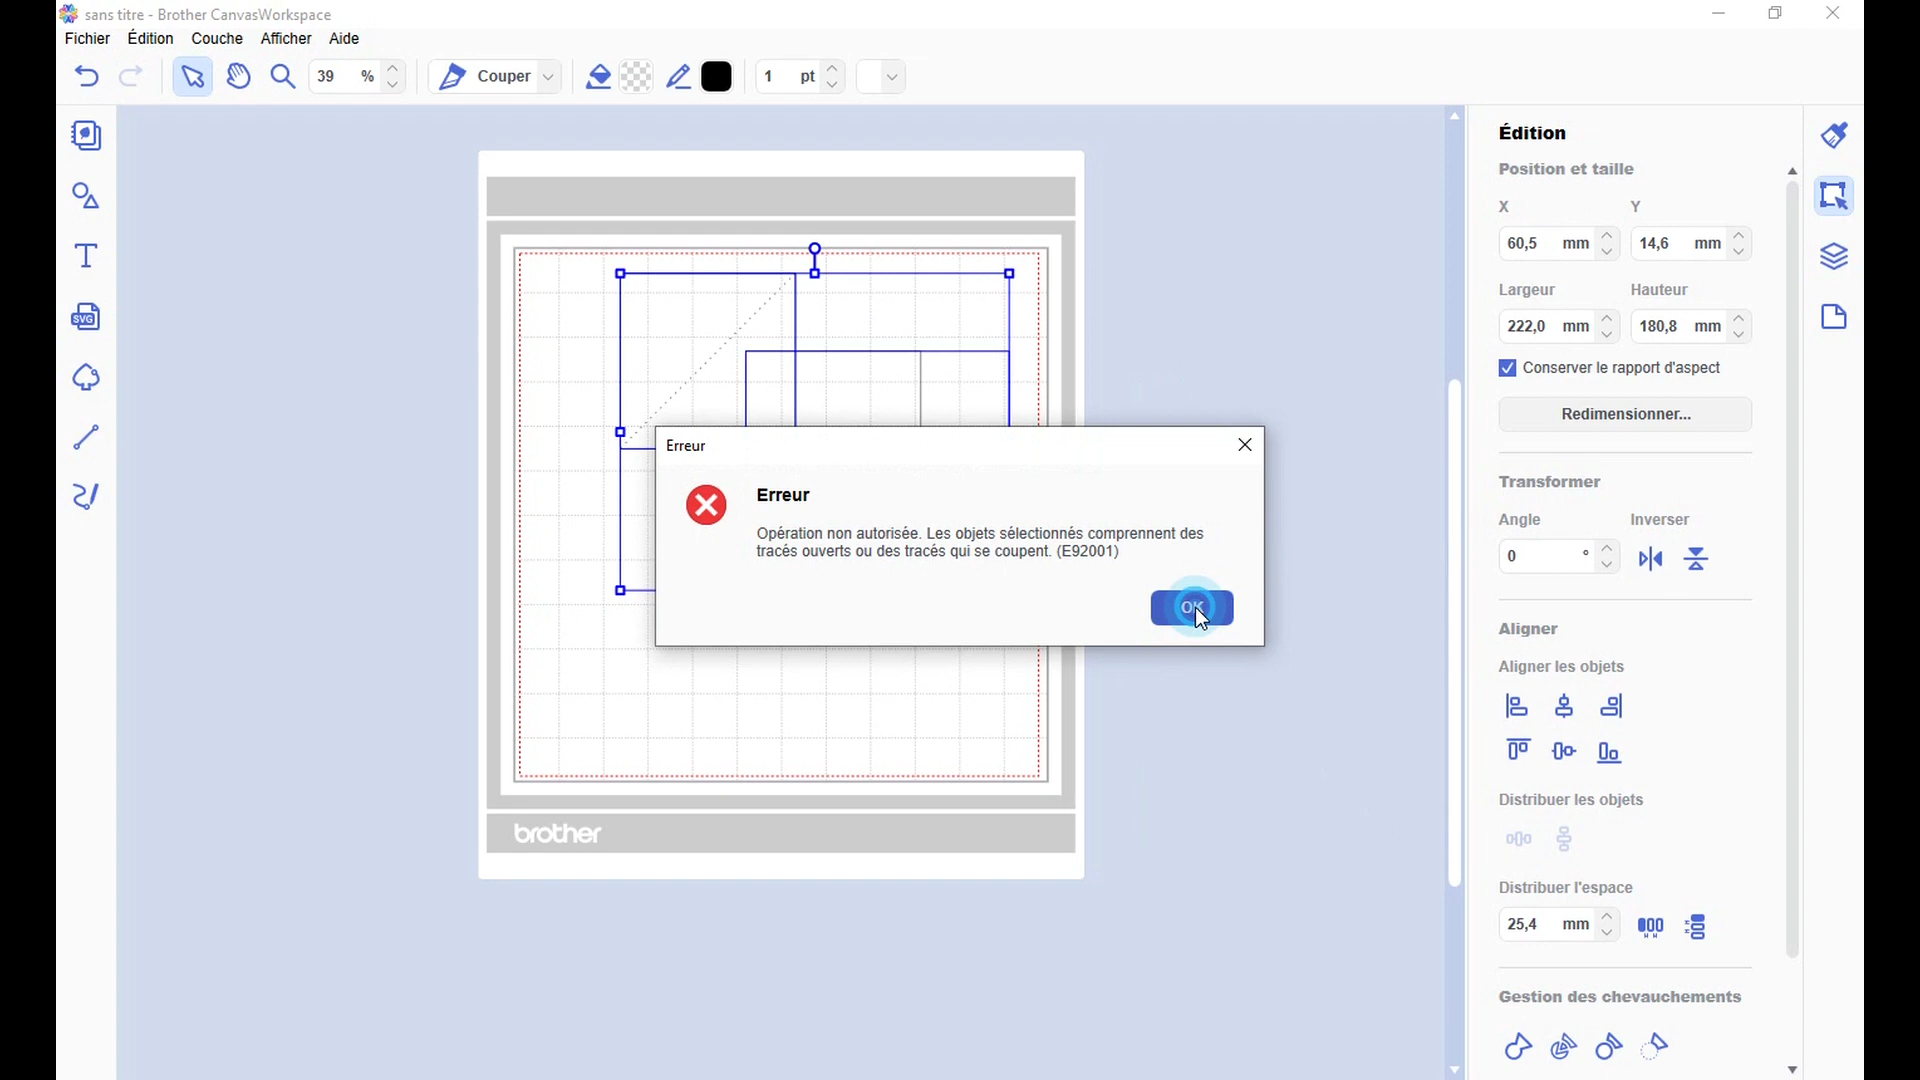 sans titre - Brother CanvasWorkspace
Fichier Édition Couche Afficher Aide
39 % Couper 1 pt
SVG
Édition
Position et taille
X Y
60,5 mm 14,6 mm
Largeur Hauteur
222,0 mm 180,8 mm
Conserver le rapport d'aspect
Redimensionner...
Transformer
Angle Inverser
0 °
Aligner
Aligner les objets
Distribuer les objets
Distribuer l'espace
25,4 mm
Gestion des chevauchements
Erreur
Erreur
Opération non autorisée. Les objets sélectionnés comprennent des
tracés ouverts ou des tracés qui se coupent. (E92001)
OK
brother